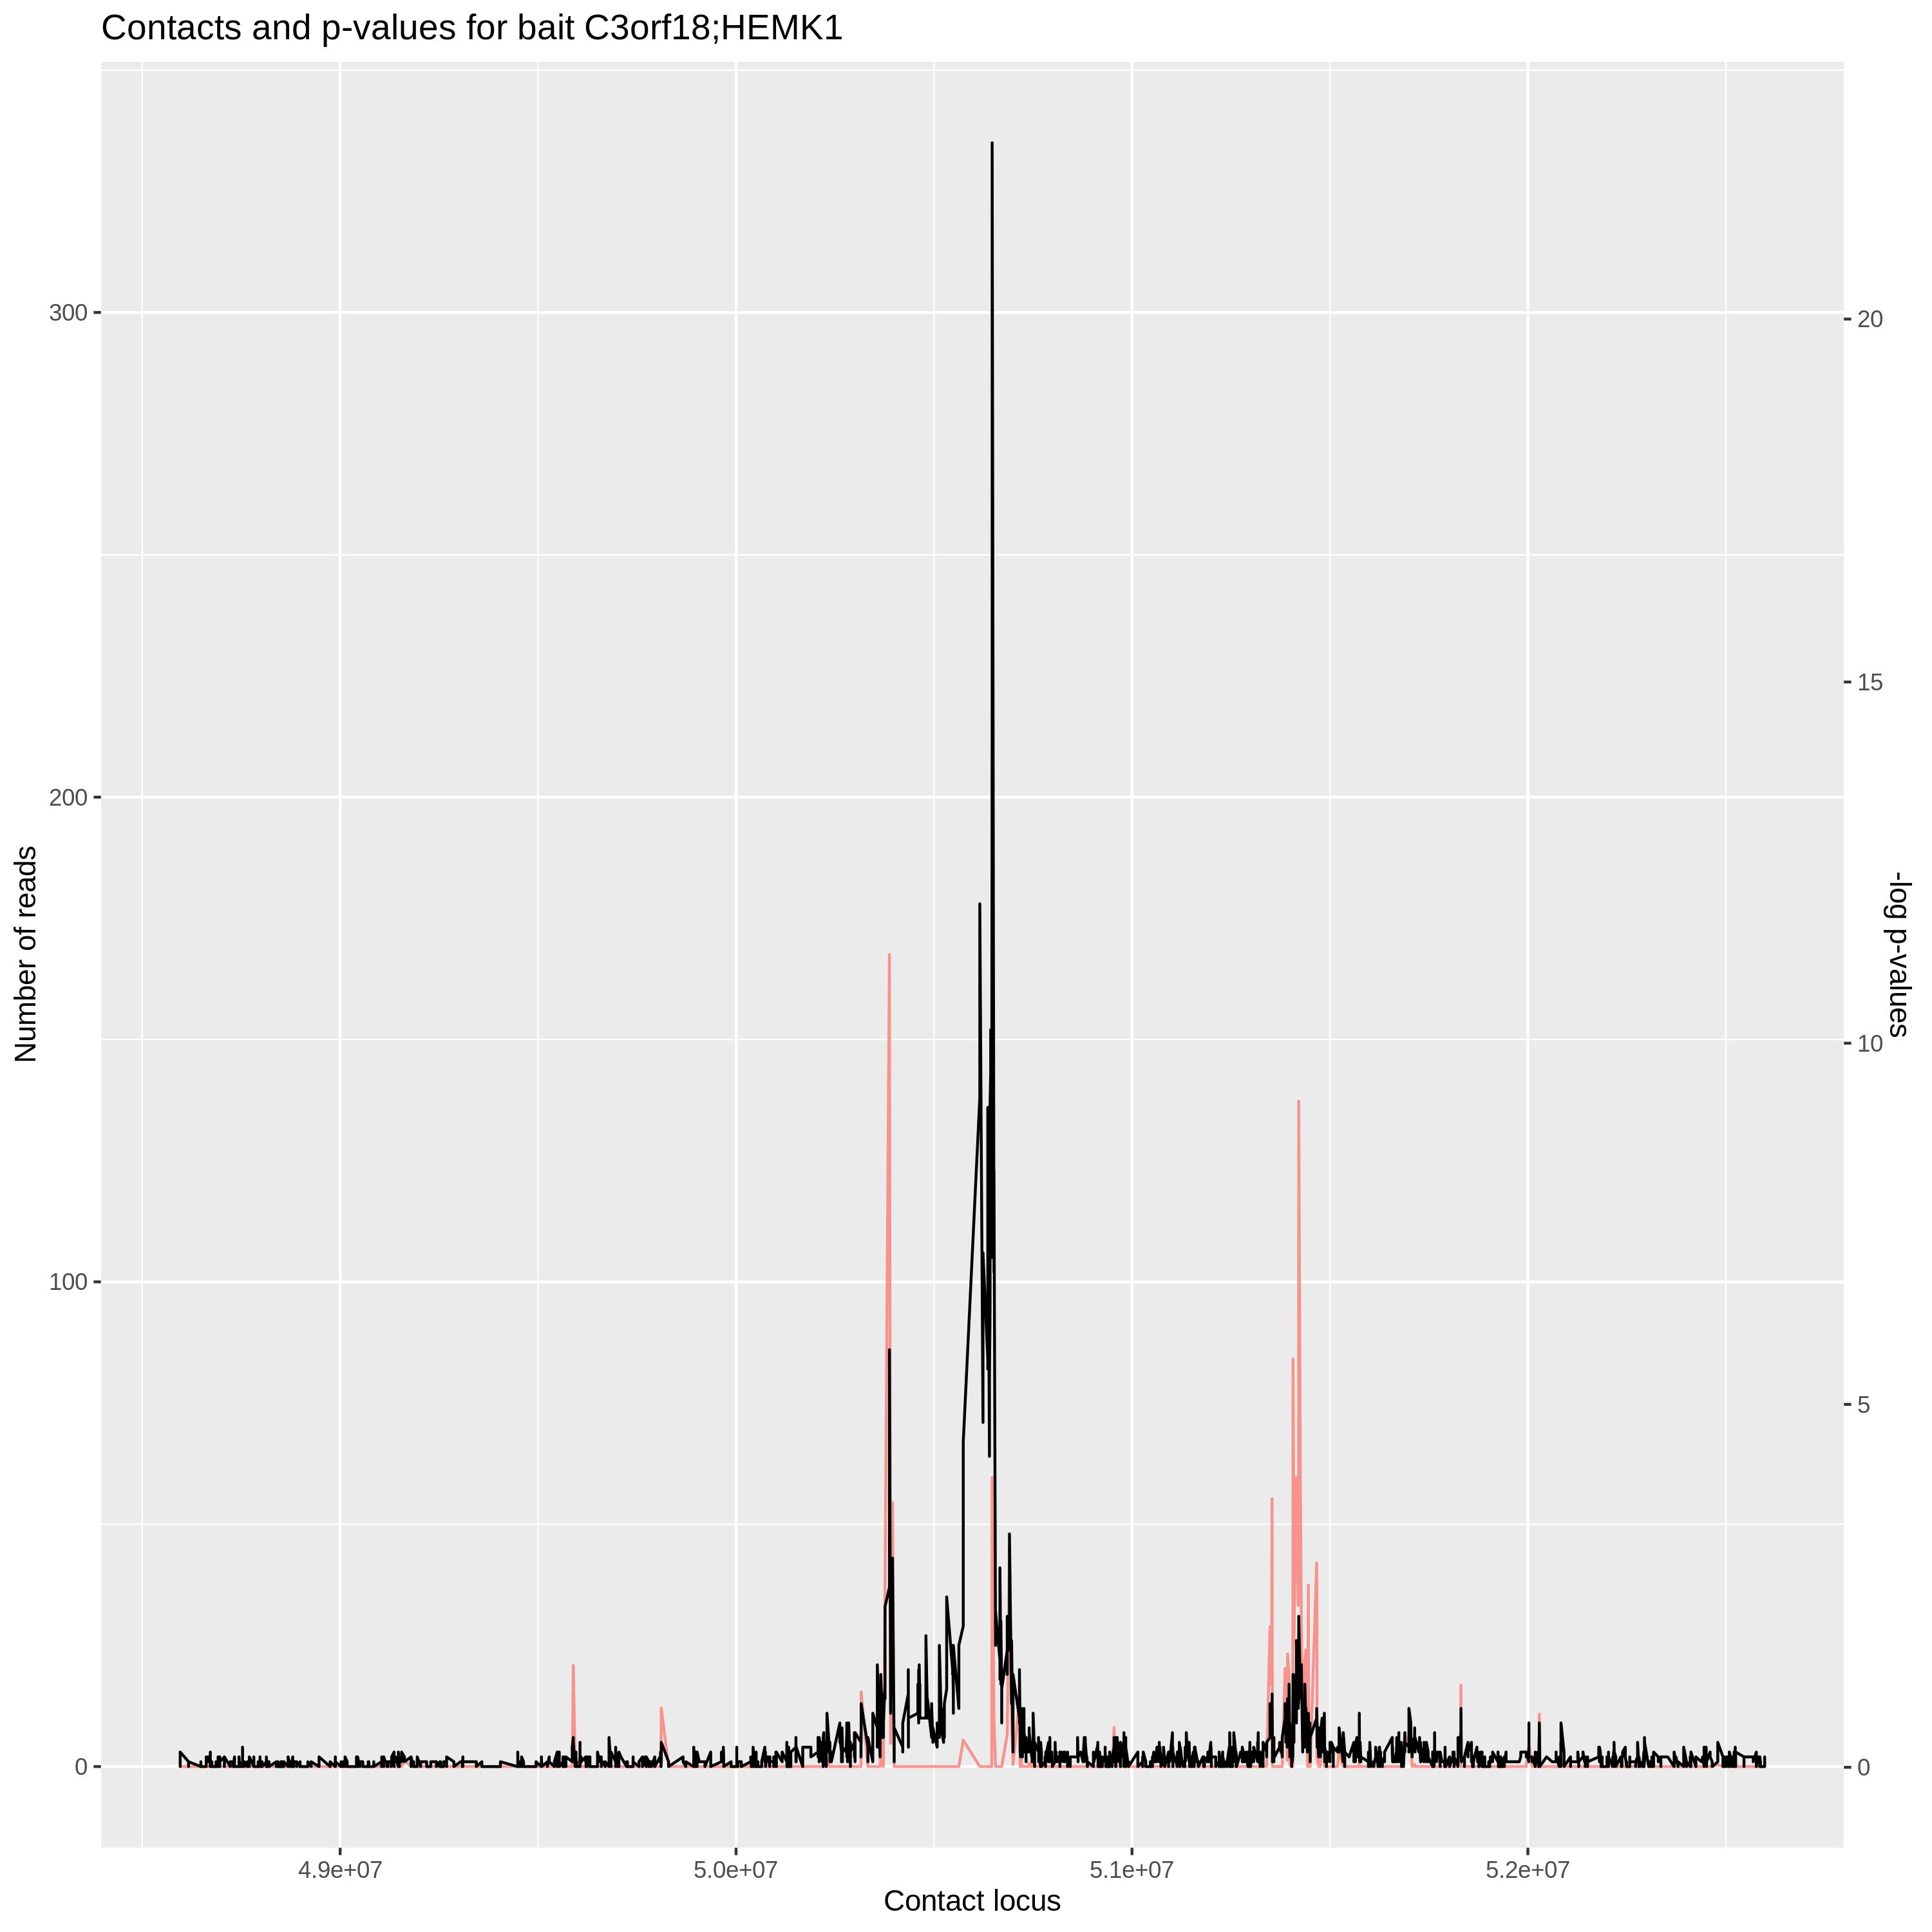 Contacts and p-values for bait C3orf18;HEMK1
300
200
100
0
20
15
10
5
0
Number of reads
-log p-values
4.9e+07 5.0e+07 5.1e+07 5.2e+07
Contact locus